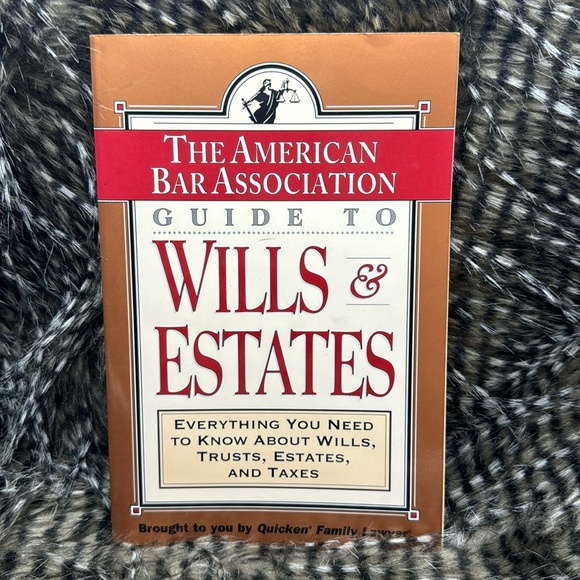 THE AMERICAN
BAR ASSOCIATION
GUIDE TO
WILLS &
ESTATES
EVERYTHING YOU NEED
TO KNOW ABOUT WILLS,
TRUSTS, ESTATES,
AND TAXES
Brought to you by Quicken® Family Lawyer